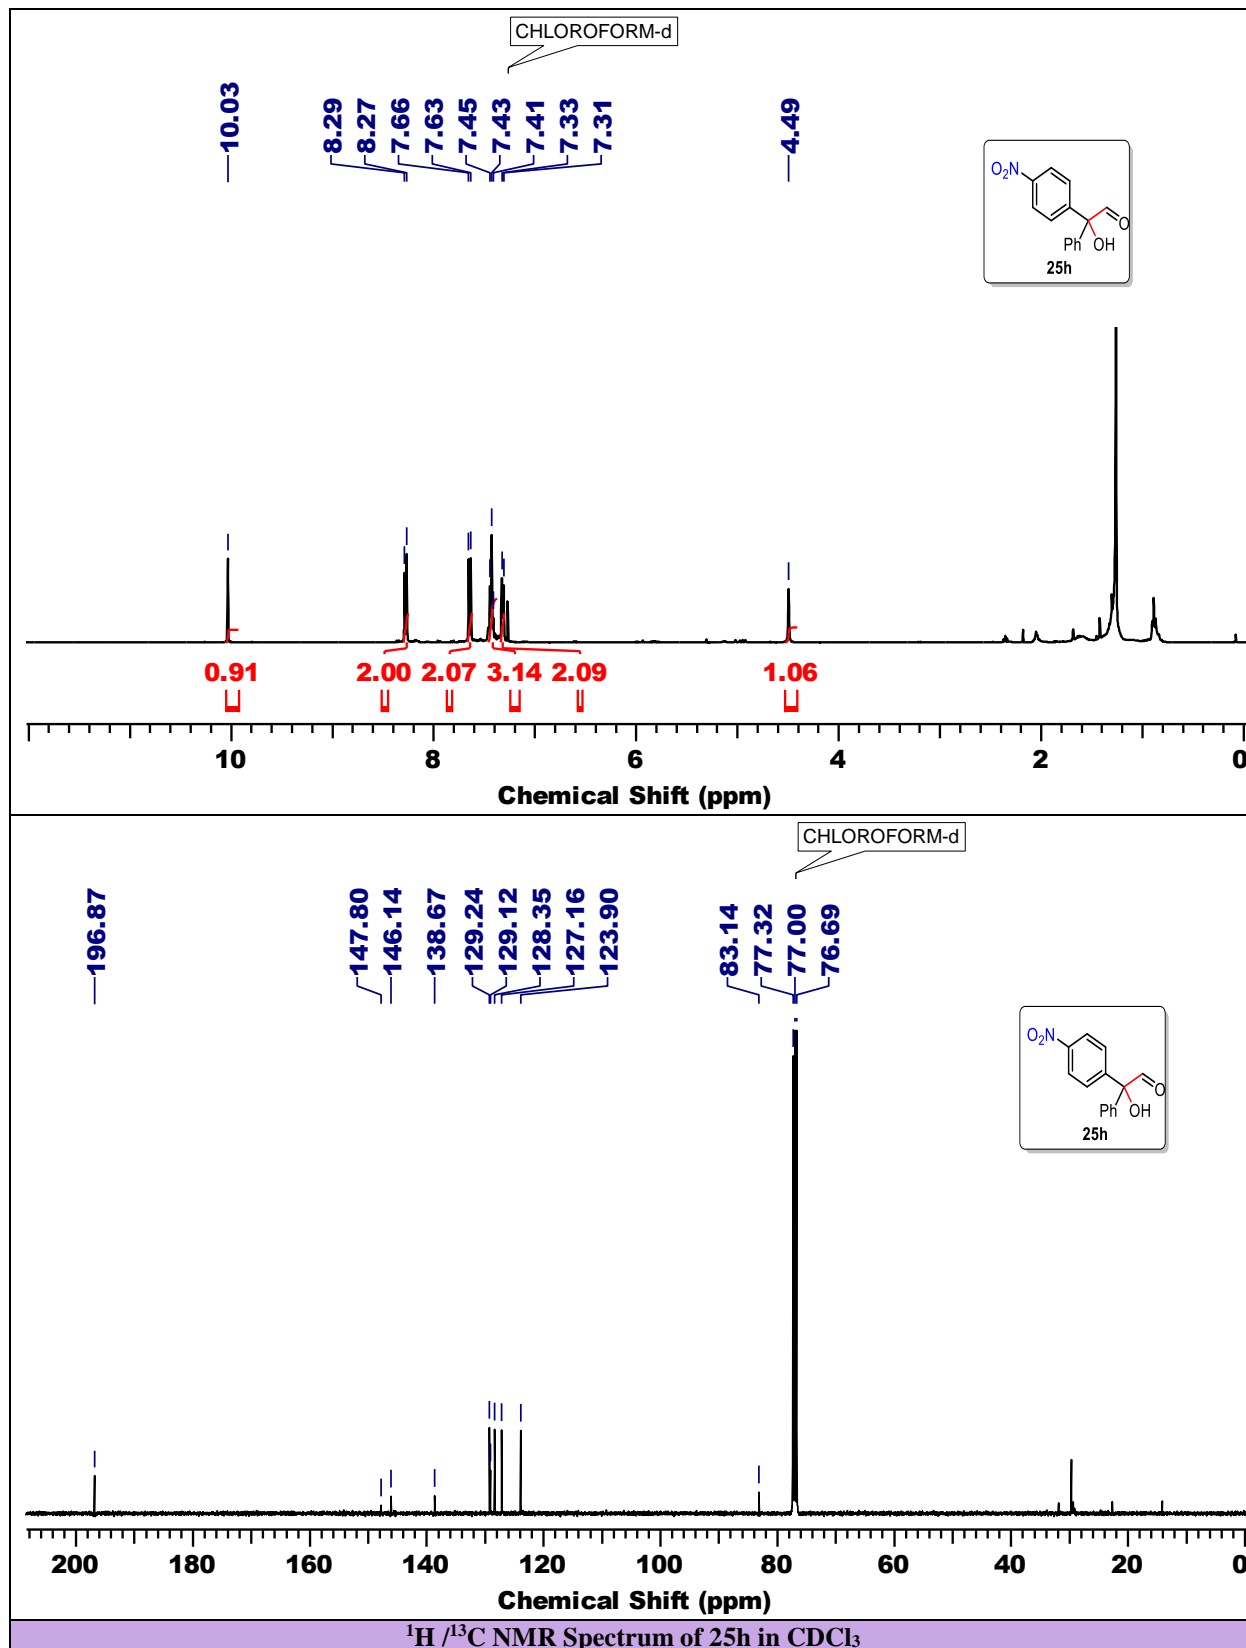 CHLOROFORM-d
10.03
8.29
8.27
7.66
7.63
7.45
7.43
7.41
7.33
7.31
4.49
O₂N
O
Ph OH
25h
0.91 2.00 2.07 3.14 2.09 1.06
10 8 6 4 2 0
Chemical Shift (ppm)
CHLOROFORM-d
196.87
147.80
146.14
138.67
129.24
129.12
128.35
127.16
123.90
83.14
77.32
77.00
76.69
O₂N
O
Ph OH
25h
200 180 160 140 120 100 80 60 40 20 0
Chemical Shift (ppm)
¹H /¹³C NMR Spectrum of 25h in CDCl₃